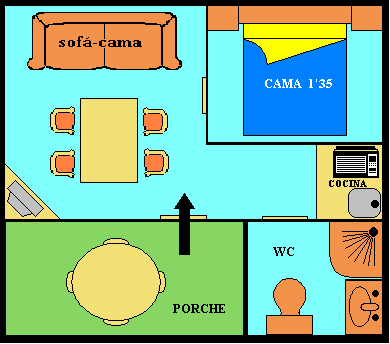 sofá-cama
CAMA 1'35
COCINA
WC
PORCHE